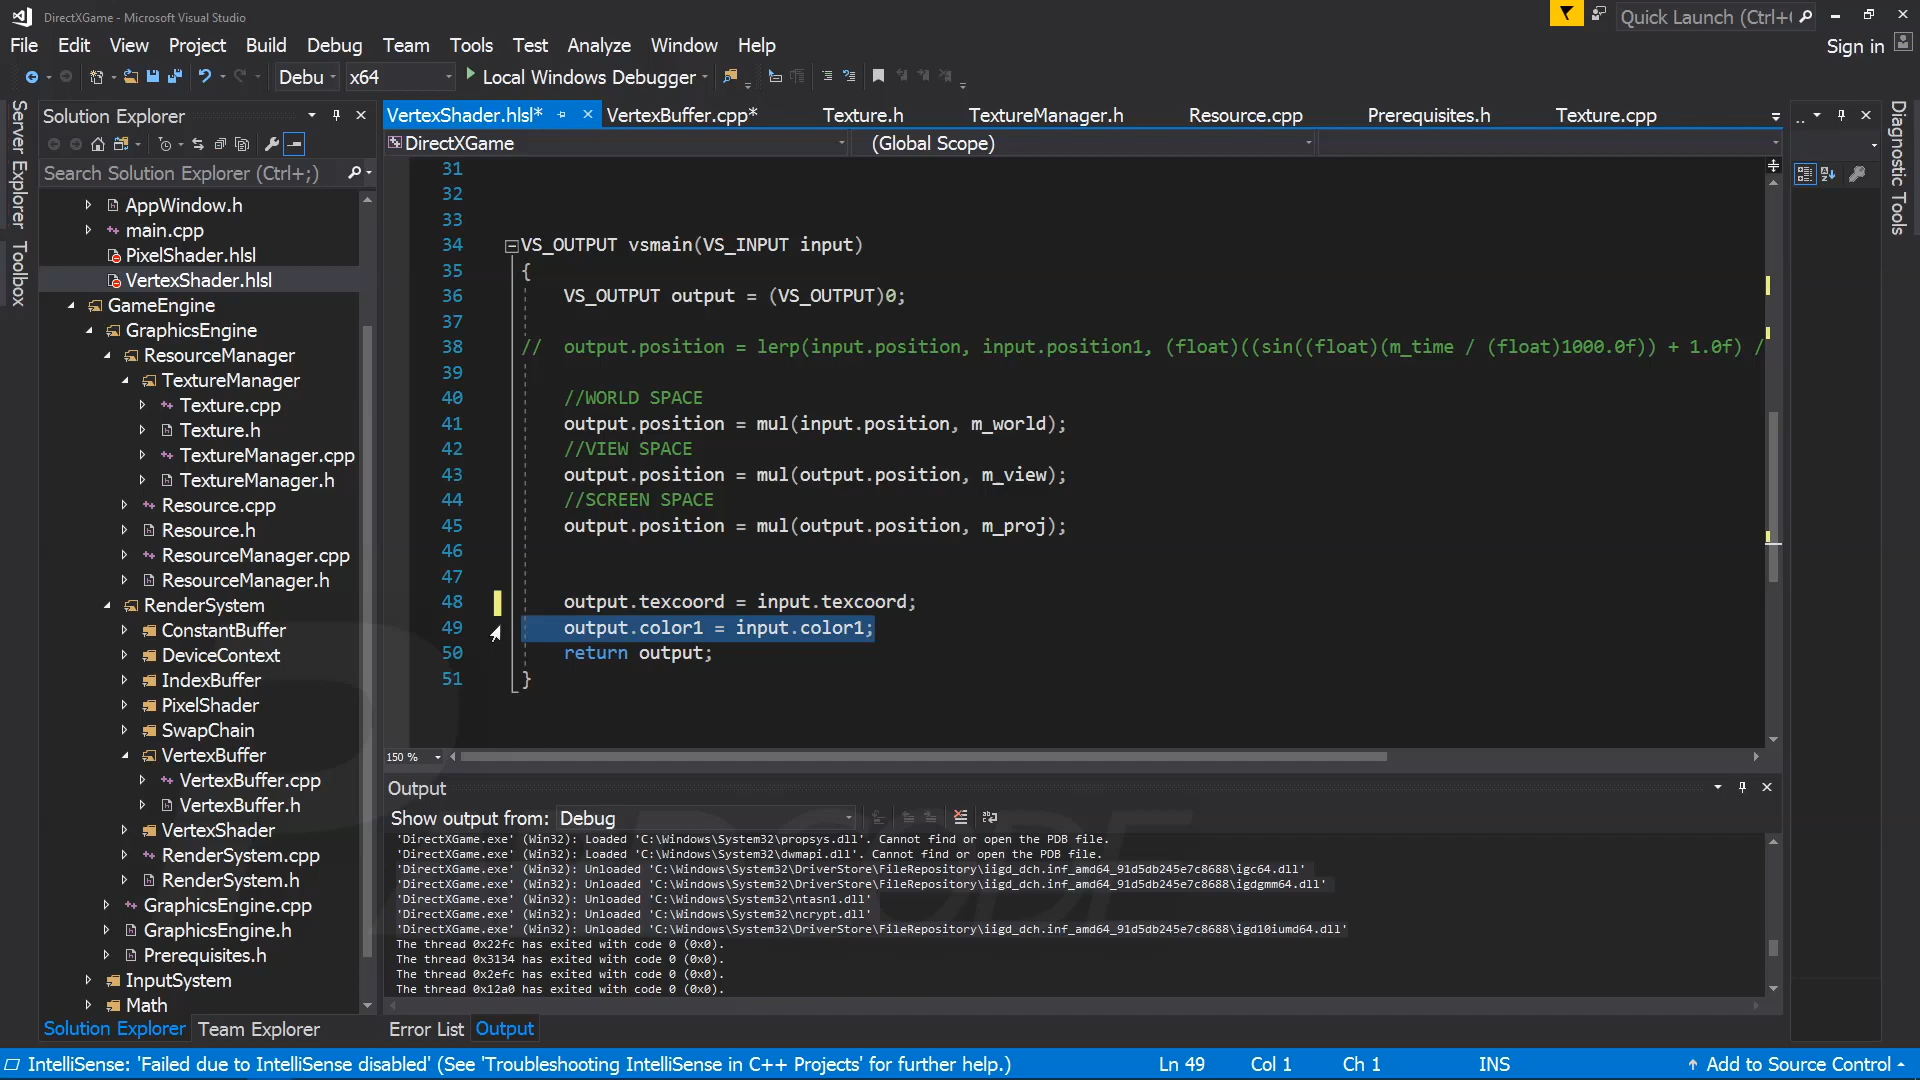 DirectXGame - Microsoft Visual Studio
Quick Launch (Ctrl+
File Edit View Project Build Debug Team Tools Test Analyze Window Help
Sign in
Debu x64 Local Windows Debugger
Server Explorer
Toolbox
Solution Explorer
Search Solution Explorer (Ctrl+;)
AppWindow.h
main.cpp
PixelShader.hlsl
VertexShader.hlsl
GameEngine
GraphicsEngine
ResourceManager
TextureManager
Texture.cpp
Texture.h
TextureManager.cpp
TextureManager.h
Resource.cpp
Resource.h
ResourceManager.cpp
ResourceManager.h
RenderSystem
ConstantBuffer
DeviceContext
IndexBuffer
PixelShader
SwapChain
VertexBuffer
VertexBuffer.cpp
VertexBuffer.h
VertexShader
RenderSystem.cpp
RenderSystem.h
GraphicsEngine.cpp
GraphicsEngine.h
Prerequisites.h
InputSystem
Math
Solution Explorer Team Explorer
VertexShader.hlsl* VertexBuffer.cpp* Texture.h TextureManager.h Resource.cpp Prerequisites.h Texture.cpp
DirectXGame (Global Scope)
31
32
33
34 VS_OUTPUT vsmain(VS_INPUT input)
35 {
36 VS_OUTPUT output = (VS_OUTPUT)0;
37
38 // output.position = lerp(input.position, input.position1, (float)((sin((float)(m_time / (float)1000.0f)) + 1.0f) /
39
40 //WORLD SPACE
41 output.position = mul(input.position, m_world);
42 //VIEW SPACE
43 output.position = mul(output.position, m_view);
44 //SCREEN SPACE
45 output.position = mul(output.position, m_proj);
46
47
48 output.texcoord = input.texcoord;
49 output.color1 = input.color1;
50 return output;
51 }
150 %
Output
Show output from: Debug
'DirectXGame.exe' (Win32): Loaded 'C:\Windows\System32\propsys.dll'. Cannot find or open the PDB file.
'DirectXGame.exe' (Win32): Loaded 'C:\Windows\System32\dwmapi.dll'. Cannot find or open the PDB file.
'DirectXGame.exe' (Win32): Unloaded 'C:\Windows\System32\DriverStore\FileRepository\iigd_dch.inf_amd64_91d5db245e7c8688\igc64.dll'
'DirectXGame.exe' (Win32): Unloaded 'C:\Windows\System32\DriverStore\FileRepository\iigd_dch.inf_amd64_91d5db245e7c8688\igdgmm64.dll'
'DirectXGame.exe' (Win32): Unloaded 'C:\Windows\System32\ntasn1.dll'
'DirectXGame.exe' (Win32): Unloaded 'C:\Windows\System32\ncrypt.dll'
'DirectXGame.exe' (Win32): Unloaded 'C:\Windows\System32\DriverStore\FileRepository\iigd_dch.inf_amd64_91d5db245e7c8688\igd10iumd64.dll'
The thread 0x22fc has exited with code 0 (0x0).
The thread 0x3134 has exited with code 0 (0x0).
The thread 0x2efc has exited with code 0 (0x0).
The thread 0x12a0 has exited with code 0 (0x0).
Error List Output
Diagnostic Tools
IntelliSense: 'Failed due to IntelliSense disabled' (See 'Troubleshooting IntelliSense in C++ Projects' for further help.)
Ln 49 Col 1 Ch 1 INS Add to Source Control